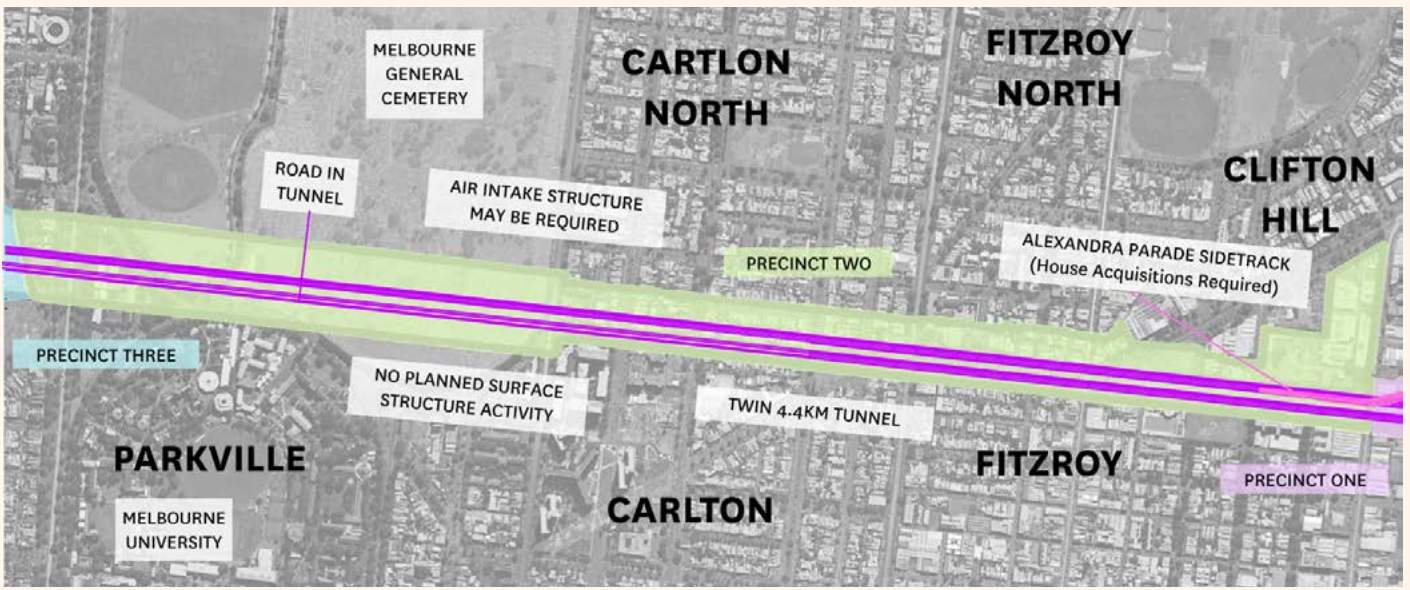 MELBOURNE
GENERAL
CEMETERY
CARTLON
NORTH
FITZROY
NORTH
CLIFTON
HILL
ROAD IN
TUNNEL
AIR INTAKE STRUCTURE
MAY BE REQUIRED
PRECINCT TWO
ALEXANDRA PARADE SIDETRACK
(House Acquisitions Required)
PRECINCT THREE
NO PLANNED SURFACE
STRUCTURE ACTIVITY
TWIN 4.4KM TUNNEL
PARKVILLE
FITZROY
PRECINCT ONE
MELBOURNE
UNIVERSITY
CARLTON